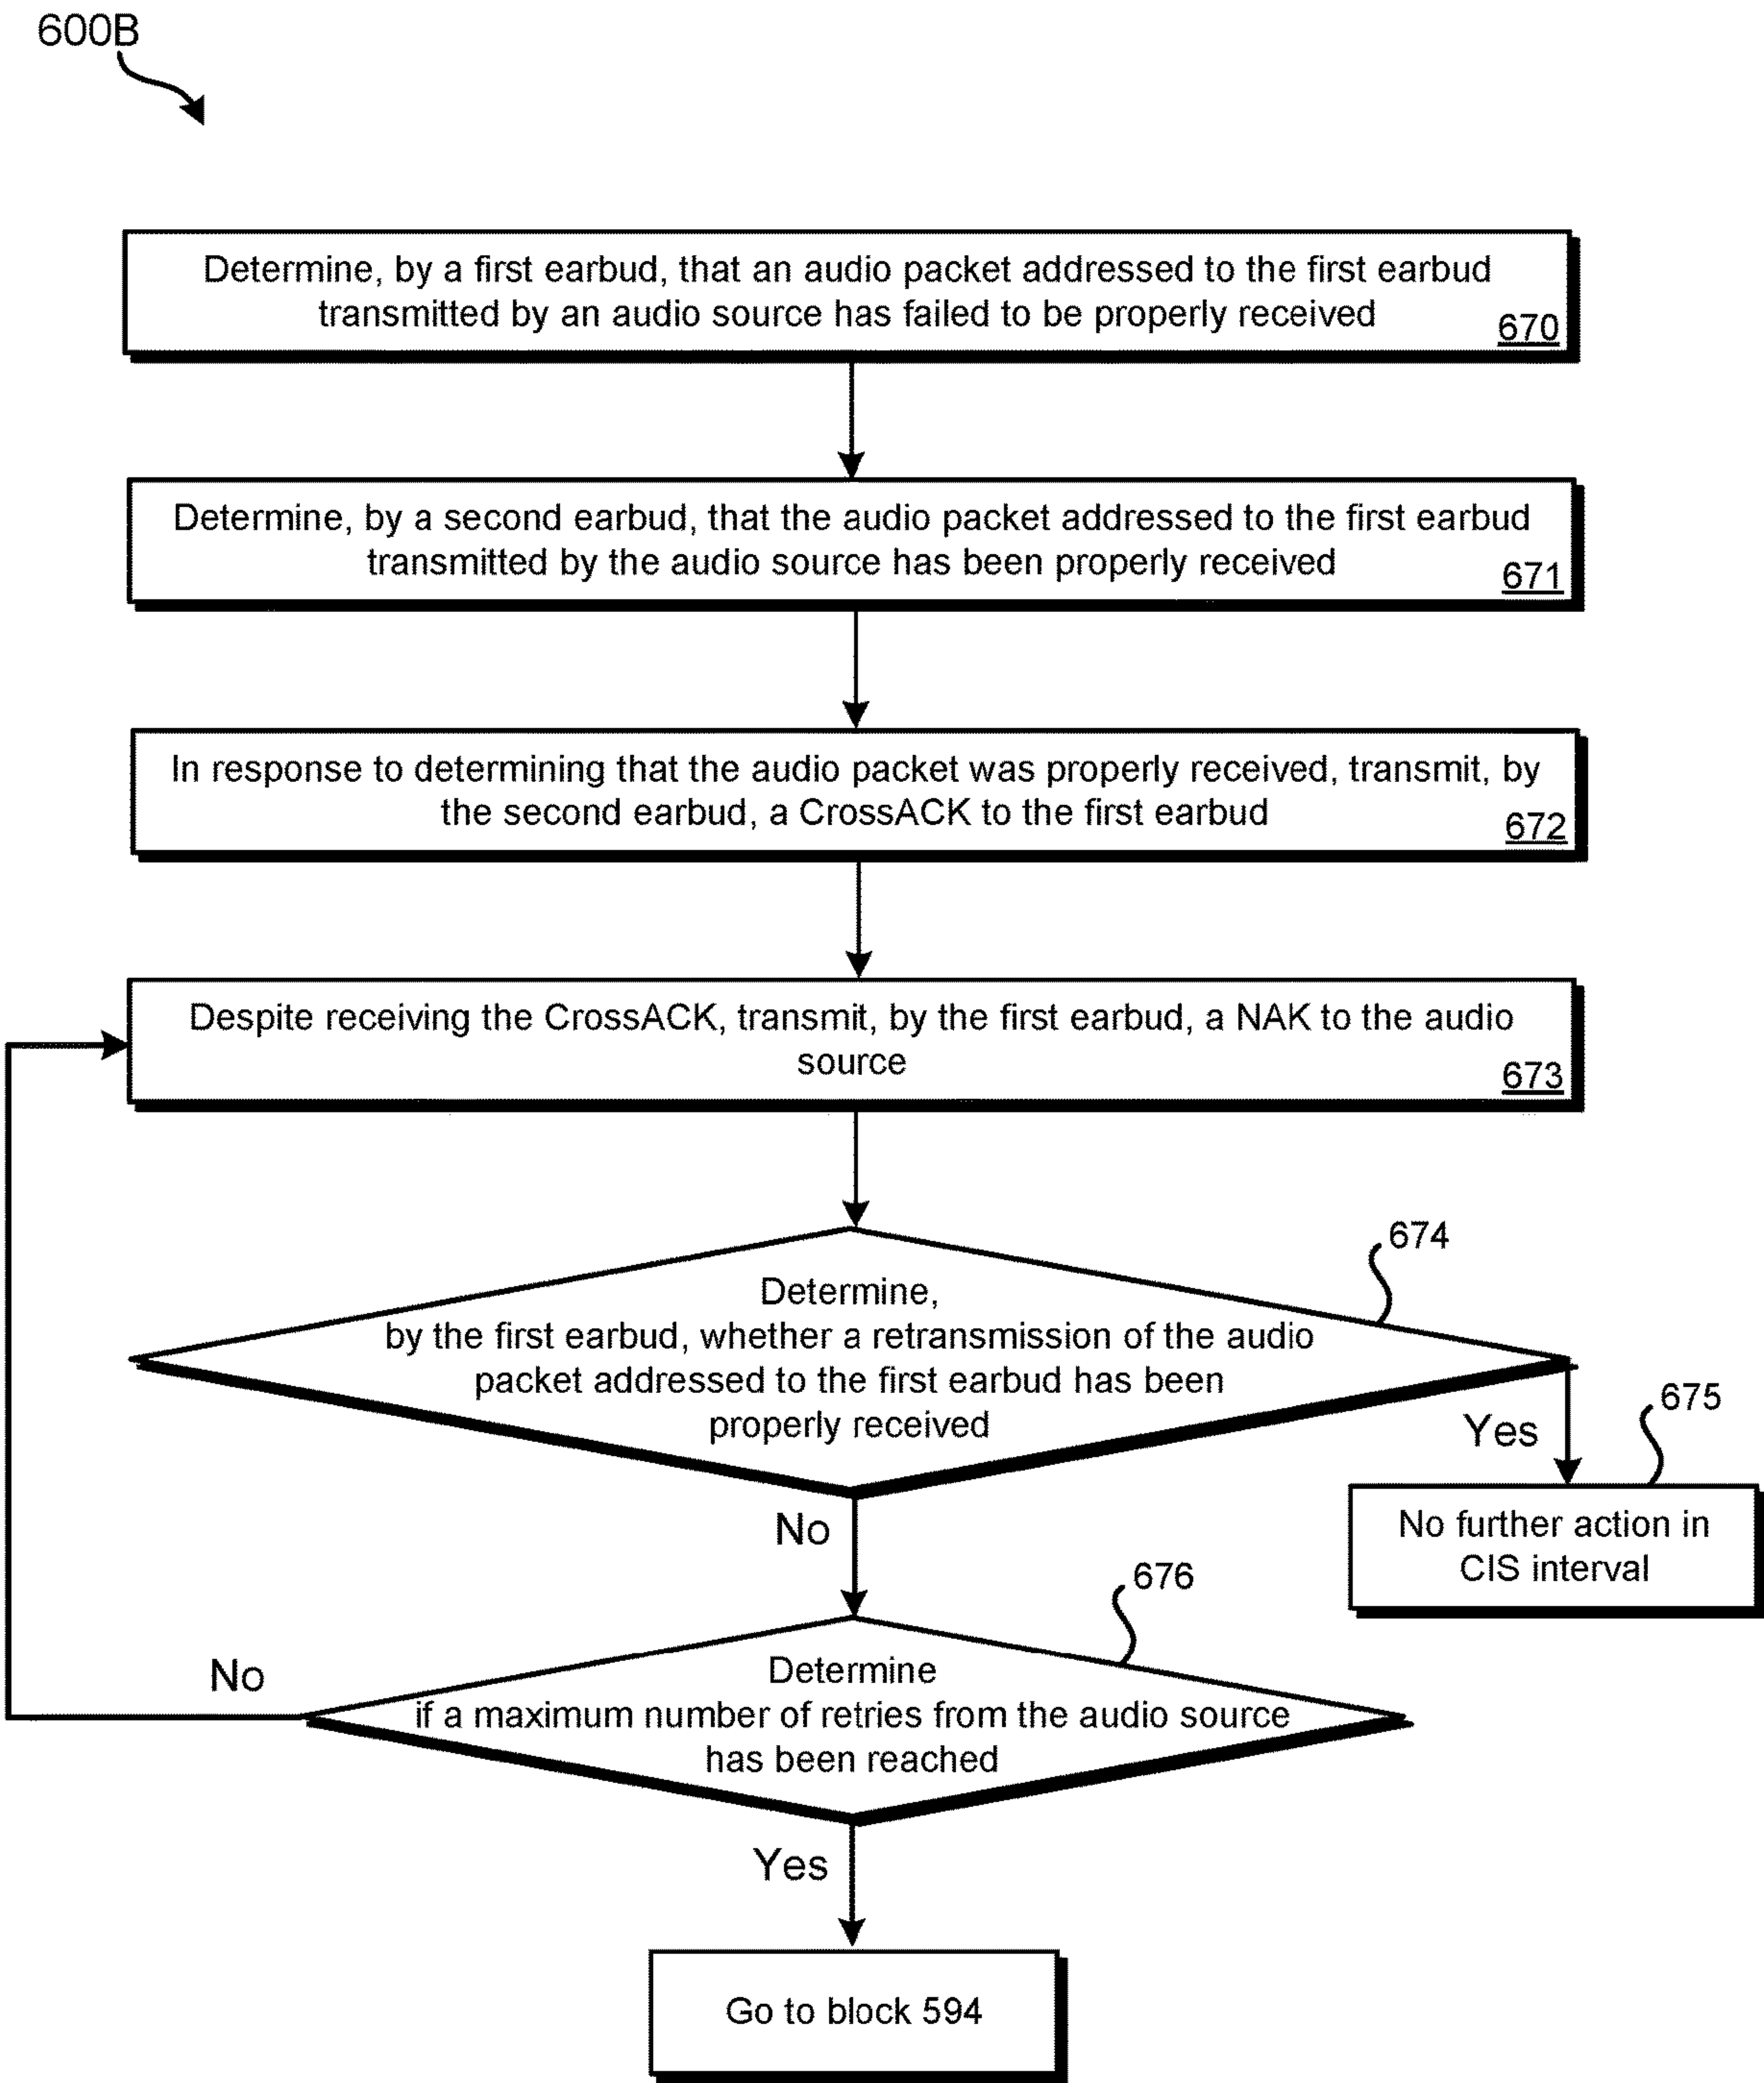 600B
Determine, by a first earbud, that an audio packet addressed to the first earbud
transmitted by an audio source has failed to be properly received
670
Determine, by a second earbud, that the audio packet addressed to the first earbud
transmitted by the audio source has been properly received
671
In response to determining that the audio packet was properly received, transmit, by
the second earbud, a CrossACK to the first earbud
672
Despite receiving the CrossACK, transmit, by the first earbud, a NAK to the audio
source
673
674
Determine,
by the first earbud, whether a retransmission of the audio
packet addressed to the first earbud has been
properly received
Yes
675
No further action in
CIS interval
No
676
Determine
if a maximum number of retries from the audio source
has been reached
No
Yes
Go to block 594